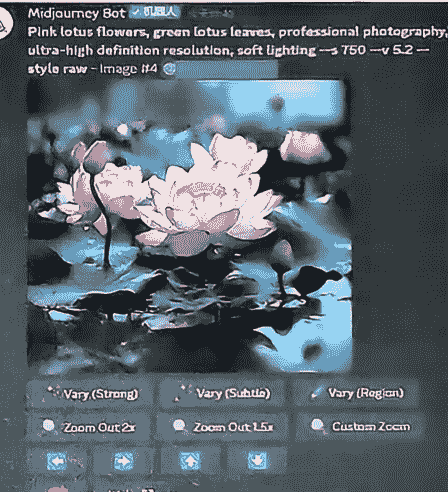 Midjourney Bot
Pink lotus flowers, green lotus leaves, professional photography,
ultra-high definition resolution, soft lighting —s 750 —v 5.2 —
style raw - Image #4
Vary (Strong)
Vary (Subtle)
Vary (Region)
Zoom Out 2x
Zoom Out 1.5x
Custom Zoom